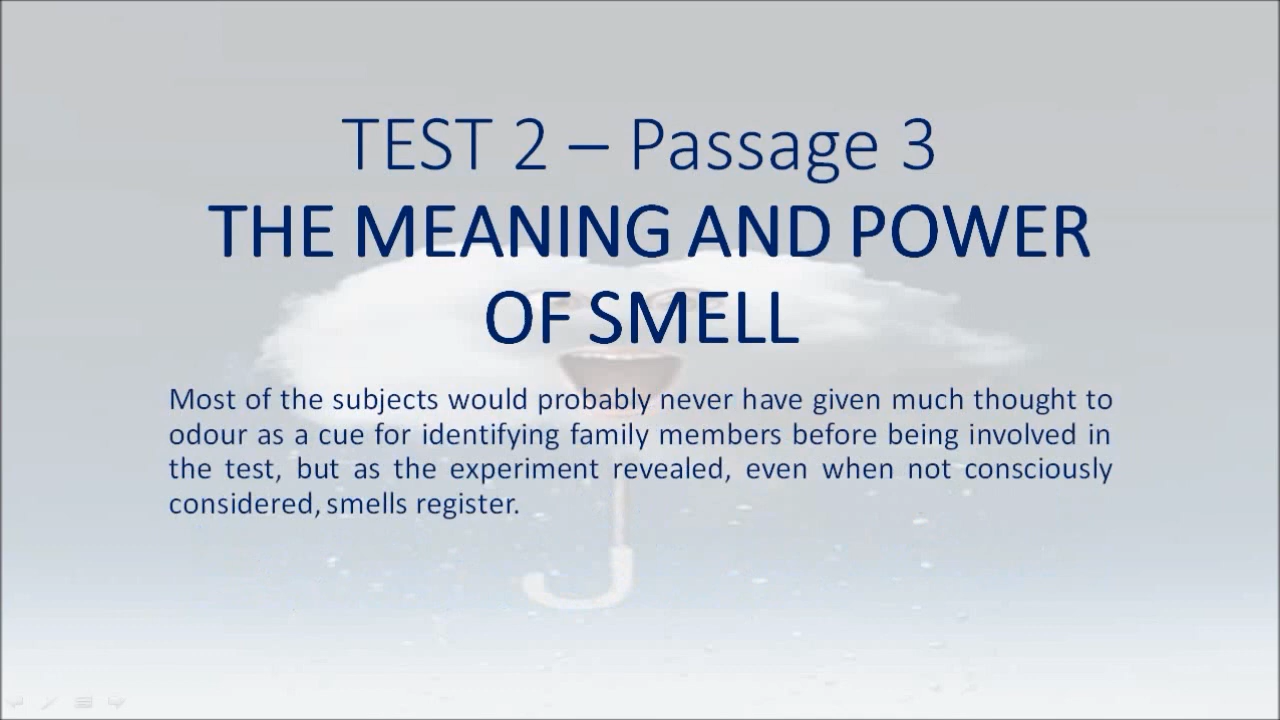 TEST 2 – Passage 3
THE MEANING AND POWER
OF SMELL
Most of the subjects would probably never have given much thought to
odour as a cue for identifying family members before being involved in
the test, but as the experiment revealed, even when not consciously
considered, smells register.